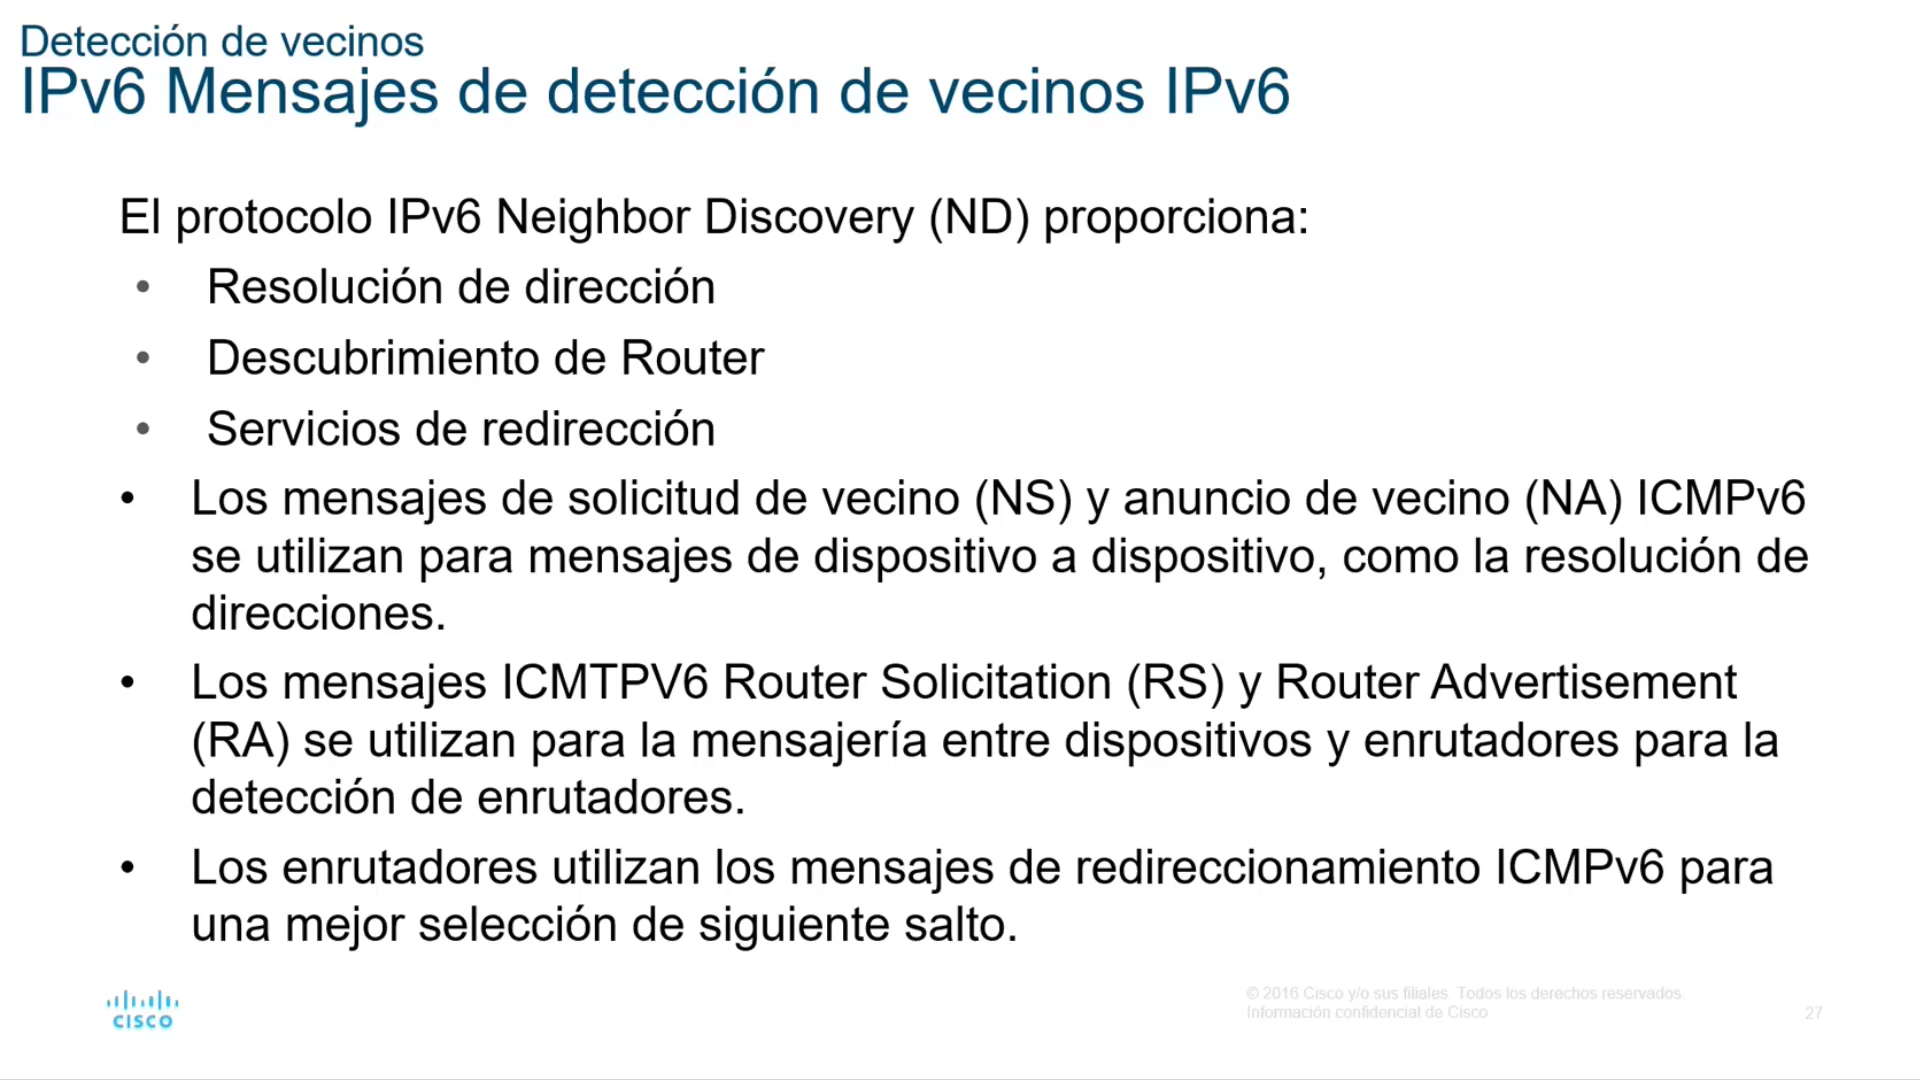 Detección de vecinos
IPv6 Mensajes de detección de vecinos IPv6
El protocolo IPv6 Neighbor Discovery (ND) proporciona:
• Resolución de dirección
• Descubrimiento de Router
• Servicios de redirección
• Los mensajes de solicitud de vecino (NS) y anuncio de vecino (NA) ICMPv6
se utilizan para mensajes de dispositivo a dispositivo, como la resolución de
direcciones.
• Los mensajes ICMTPV6 Router Solicitation (RS) y Router Advertisement
(RA) se utilizan para la mensajería entre dispositivos y enrutadores para la
detección de enrutadores.
• Los enrutadores utilizan los mensajes de redireccionamiento ICMPv6 para
una mejor selección de siguiente salto.
CISCO
© 2016 Cisco y/o sus filiales. Todos los derechos reservados.
Información confidencial de Cisco
27